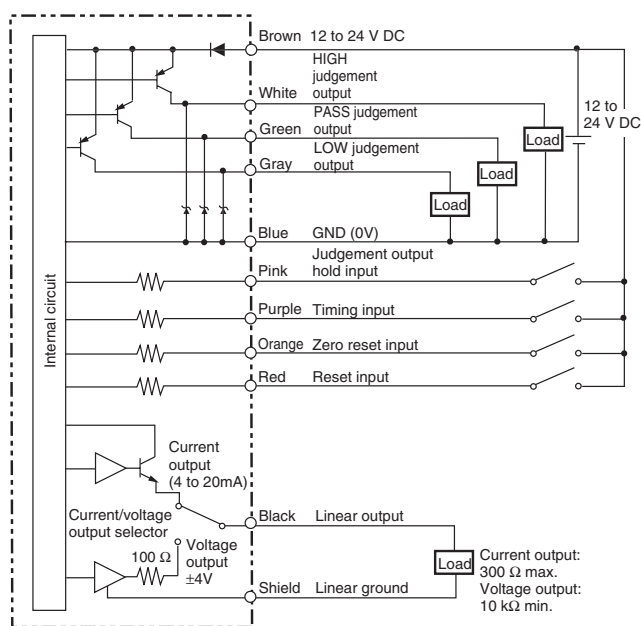 Brown 12 to 24 V DC
HIGH
judgement
output
White
PASS judgement
output
Green
LOW judgement
output
Gray
Load
Load
Load
12 to
24 V DC
Blue GND (0V)
Judgement output
hold input
Pink
Purple Timing input
Orange Zero reset input
Red Reset input
Internal circuit
Current
output
(4 to 20mA)
Current/voltage
output selector
Black Linear output
100 Ω
Voltage
output
±4V
Shield Linear ground
Load
Current output:
300 Ω max.
Voltage output:
10 kΩ min.